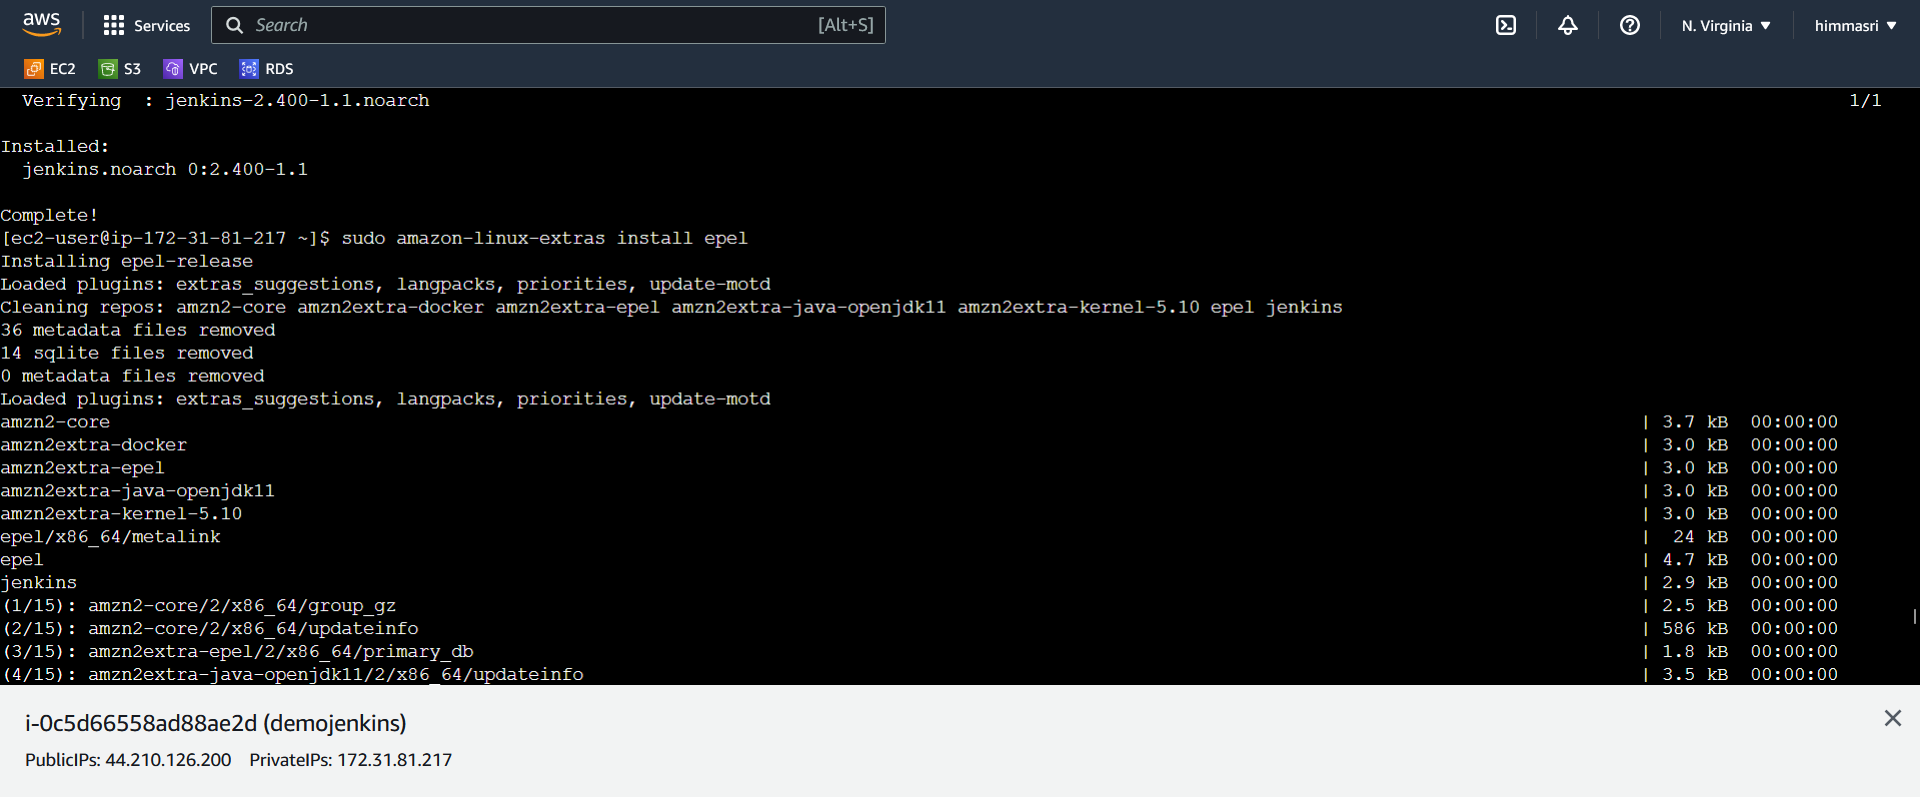 aws Services Search [Alt+S] N. Virginia himmasri
EC2 S3 VPC RDS
Verifying : jenkins-2.400-1.1.noarch 1/1
Installed:
jenkins.noarch 0:2.400-1.1
Complete!
[ec2-user@ip-172-31-81-217 ~]$ sudo amazon-linux-extras install epel
Installing epel-release
Loaded plugins: extras_suggestions, langpacks, priorities, update-motd
Cleaning repos: amzn2-core amzn2extra-docker amzn2extra-epel amzn2extra-java-openjdk11 amzn2extra-kernel-5.10 epel jenkins
36 metadata files removed
14 sqlite files removed
0 metadata files removed
Loaded plugins: extras_suggestions, langpacks, priorities, update-motd
amzn2-core | 3.7 kB 00:00:00
amzn2extra-docker | 3.0 kB 00:00:00
amzn2extra-epel | 3.0 kB 00:00:00
amzn2extra-java-openjdk11 | 3.0 kB 00:00:00
amzn2extra-kernel-5.10 | 3.0 kB 00:00:00
epel/x86_64/metalink | 24 kB 00:00:00
epel | 4.7 kB 00:00:00
jenkins | 2.9 kB 00:00:00
(1/15): amzn2-core/2/x86_64/group_gz | 2.5 kB 00:00:00
(2/15): amzn2-core/2/x86_64/updateinfo | 586 kB 00:00:00
(3/15): amzn2extra-epel/2/x86_64/primary_db | 1.8 kB 00:00:00
(4/15): amzn2extra-java-openjdk11/2/x86_64/updateinfo | 3.5 kB 00:00:00
i-0c5d66558ad88ae2d (demojenkins)
PublicIPs: 44.210.126.200 PrivateIPs: 172.31.81.217